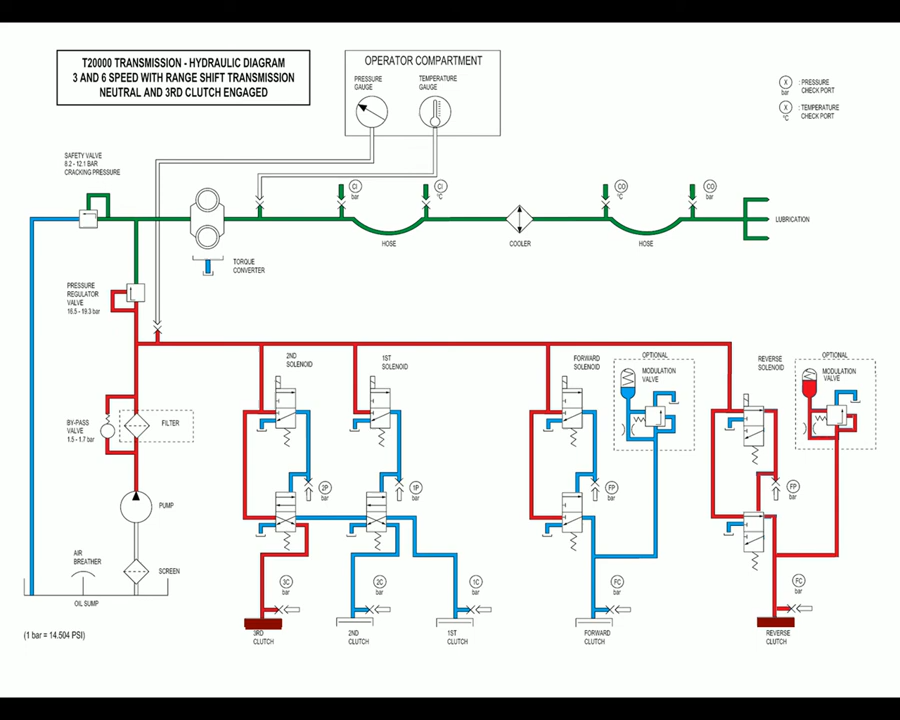 T20000 TRANSMISSION - HYDRAULIC DIAGRAM
3 AND 6 SPEED WITH RANGE SHIFT TRANSMISSION
NEUTRAL AND 3RD CLUTCH ENGAGED
OPERATOR COMPARTMENT
PRESSURE
GAUGE
TEMPERATURE
GAUGE
X
bar
: PRESSURE
CHECK PORT
X
°C
: TEMPERATURE
CHECK PORT
SAFETY VALVE
8.2 - 12.1 BAR
CRACKING PRESSURE
CI
bar
CI
°C
CO
°C
CO
bar
HOSE
COOLER
HOSE
LUBRICATION
TORQUE
CONVERTER
PRESSURE
REGULATOR
VALVE
16.5 - 19.3 bar
2ND
SOLENOID
1ST
SOLENOID
FORWARD
SOLENOID
OPTIONAL
MODULATION
VALVE
REVERSE
SOLENOID
OPTIONAL
MODULATION
VALVE
BY-PASS
VALVE
1.5 - 1.7 bar
FILTER
2P
bar
1P
bar
FP
bar
FP
bar
PUMP
AIR
BREATHER
SCREEN
OIL SUMP
3C
bar
2C
bar
1C
bar
FC
bar
FC
bar
(1 bar = 14.504 PSI)
3RD
CLUTCH
2ND
CLUTCH
1ST
CLUTCH
FORWARD
CLUTCH
REVERSE
CLUTCH